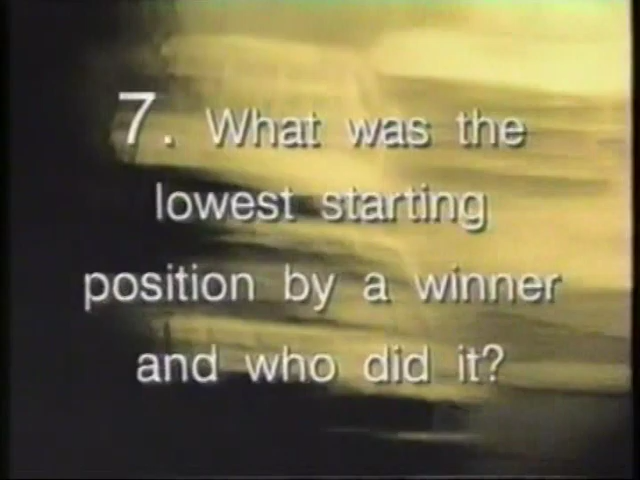 7. What was the
lowest starting
position by a winner
and who did it?